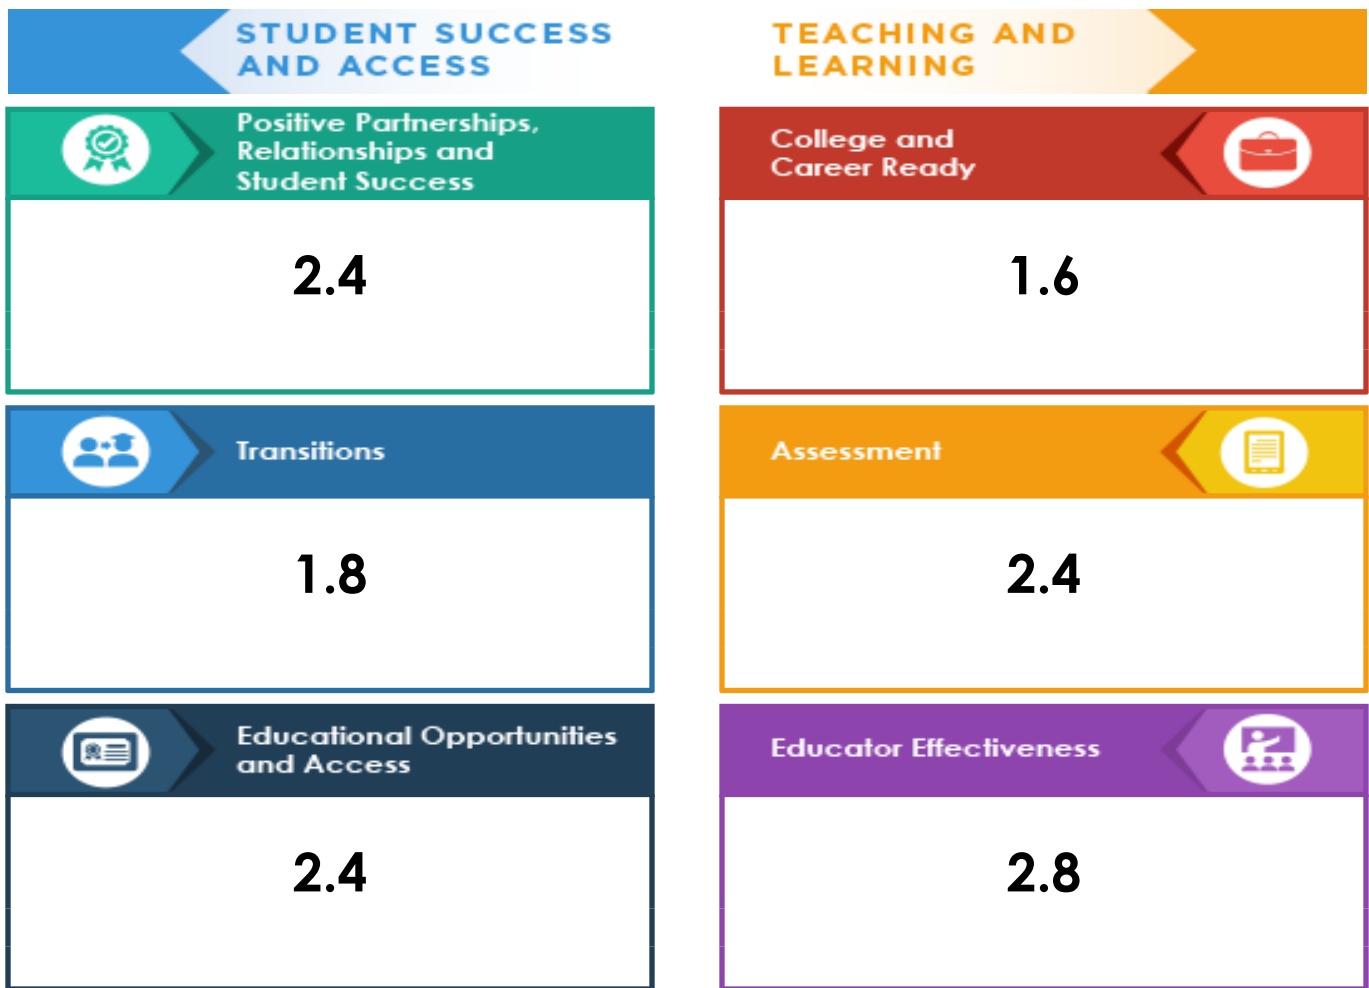 STUDENT SUCCESS
AND ACCESS
Positive Partnerships,
Relationships and
Student Success
2.4
Transitions
1.8
Educational Opportunities
and Access
2.4
TEACHING AND
LEARNING
College and
Career Ready
1.6
Assessment
2.4
Educator Effectiveness
2.8